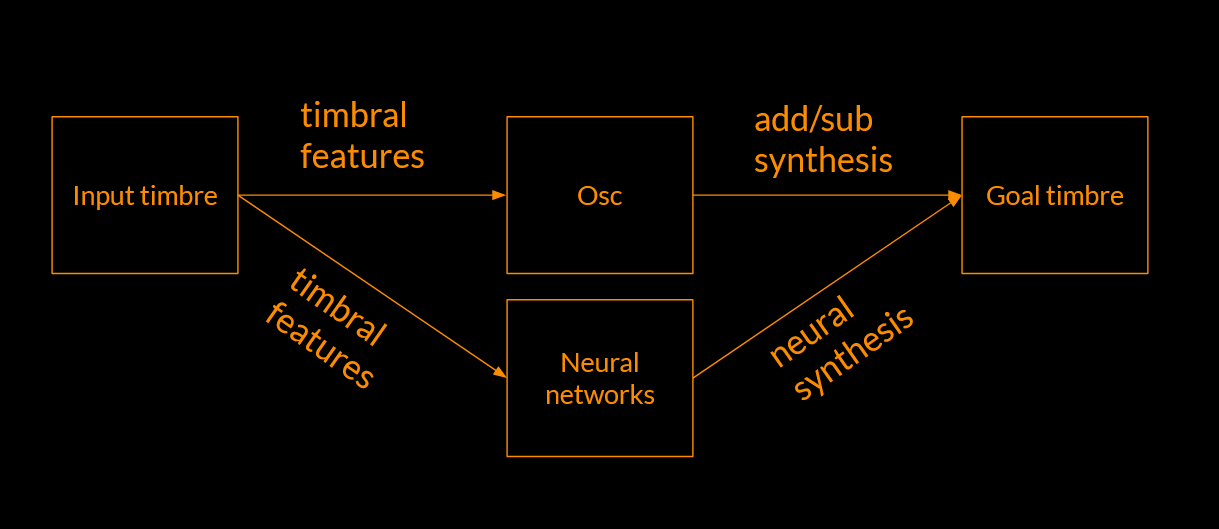 timbral
features
add/sub
synthesis
Input timbre
Osc
Goal timbre
timbral
features
neural
synthesis
Neural
networks